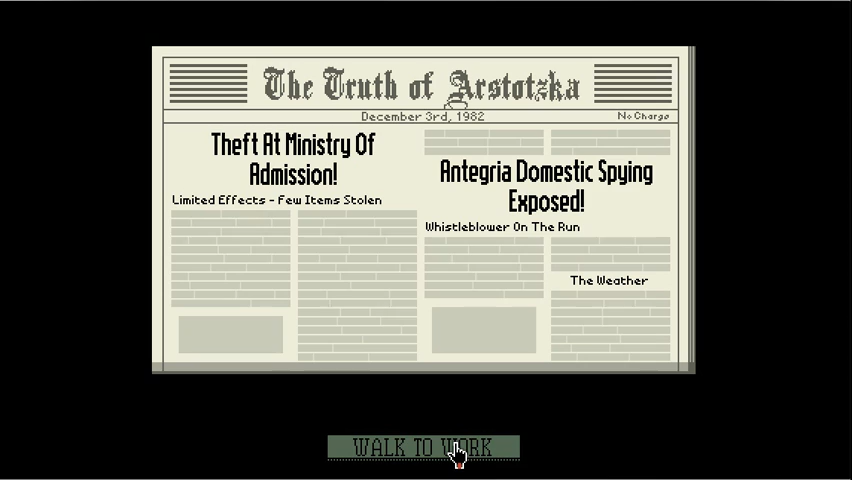 The Truth of Arstotzka
December 3rd, 1982
No Charge
Theft At Ministry Of
Admission!
Limited Effects - Few Items Stolen
Antegria Domestic Spying
Exposed!
Whistleblower On The Run
The Weather
WALK TO WORK